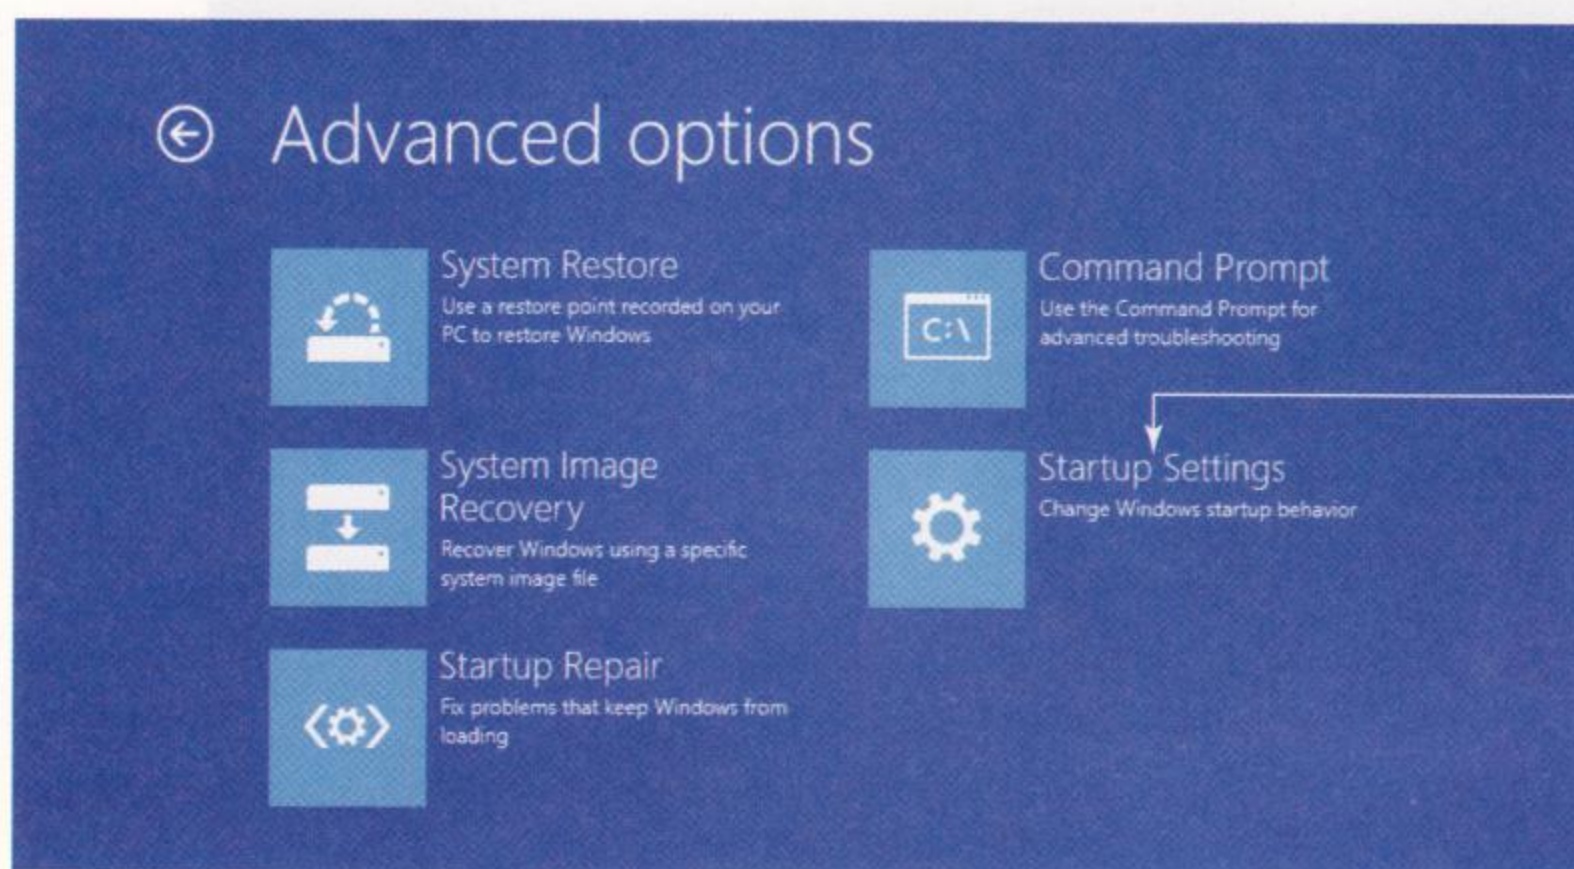 Advanced options
System Restore
Use a restore point recorded on your
PC to restore Windows
System Image
Recovery
Recover Windows using a specific
system image file
Startup Repair
Fix problems that keep Windows from
loading
Command Prompt
Use the Command Prompt for
advanced troubleshooting
C:\
Startup Settings
Change Windows startup behavior